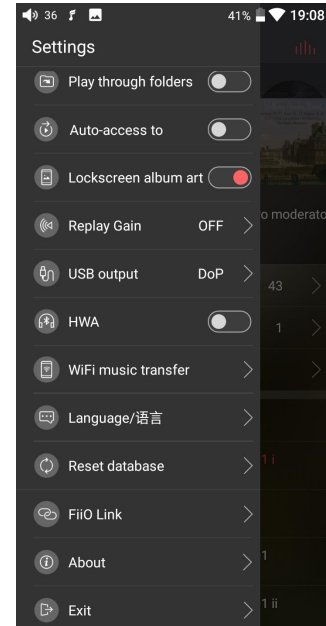 36 41% 19:08
Settings
Play through folders
Auto-access to
Lockscreen album art
o moderato
Replay Gain OFF
USB output DoP
43
HWA
1
WiFi music transfer
Language/语言
Reset database
1 i
FiiO Link
About
1
Exit
1 ii